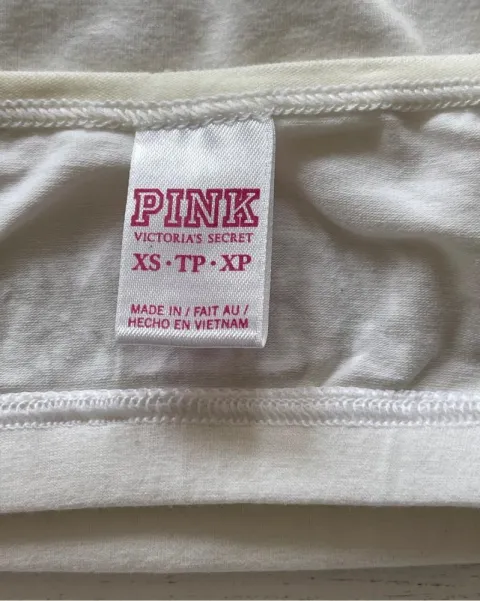 PINK
VICTORIA'S SECRET
XS · TP · XP
MADE IN / FAIT AU /
HECHO EN VIETNAM